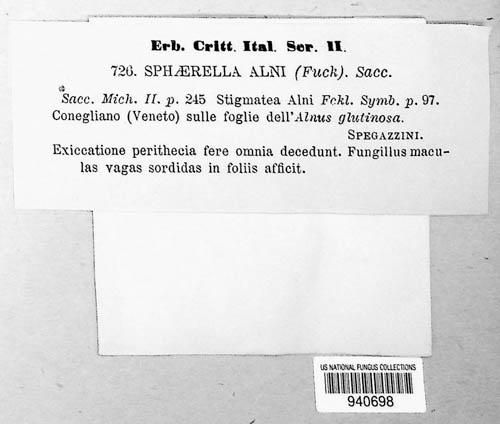 Erb. Critt. Ital. Ser. II.
726. SPHÆRELLA ALNI (Fuck). Sacc.
Sacc. Mich. II. p. 245 Stigmatea Alni Fckl. Symb. p. 97.
Conegliano (Veneto) sulle foglie dell'Alnus glutinosa.
SPEGAZZINI.
Exiccatione perithecia fere omnia decedunt. Fungillus macu-
las vagas sordidas in foliis afficit.
US NATIONAL FUNGUS COLLECTIONS
940698